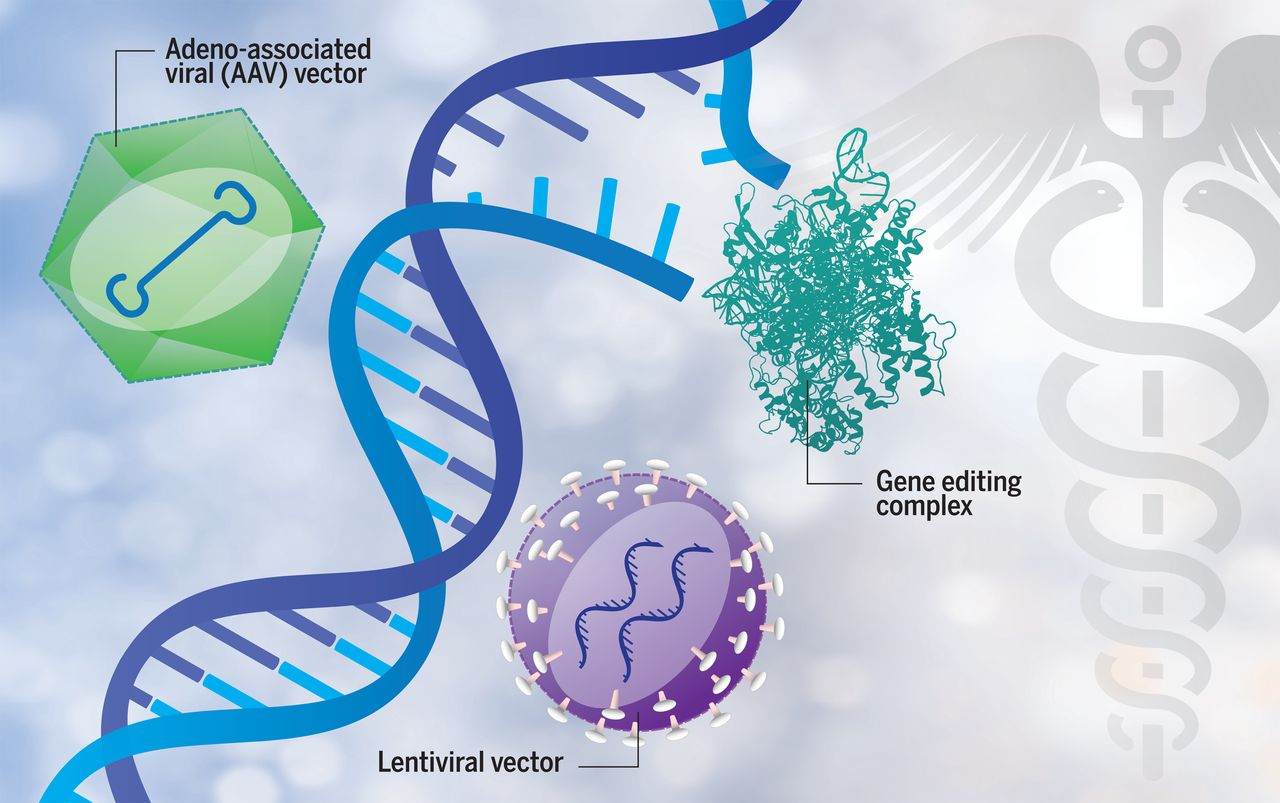 Adeno-associated
viral (AAV) vector
Gene editing
complex
Lentiviral vector